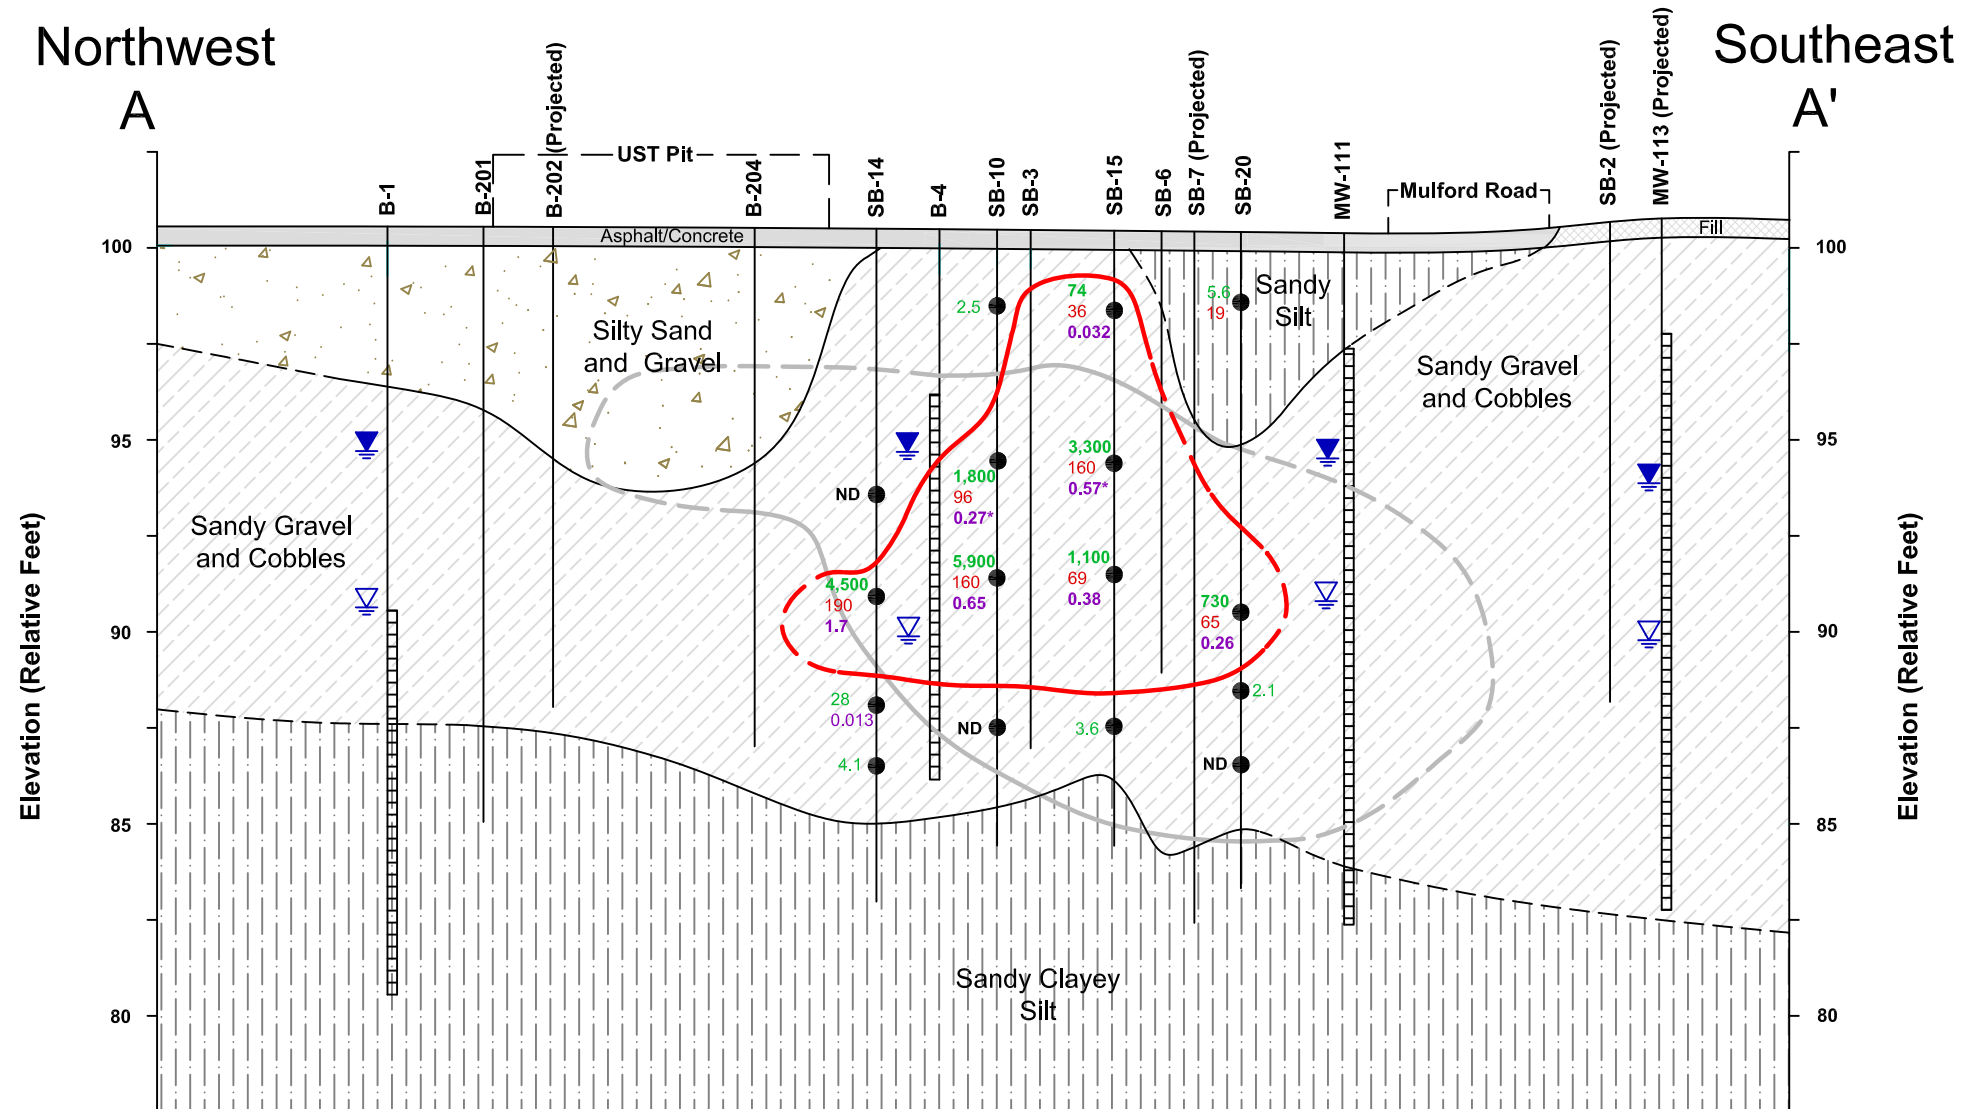 Northwest
Southeast
A
A'
B-1
B-201
B-202 (Projected)
UST Pit
B-204
SB-14
B-4
SB-10
SB-3
SB-15
SB-6
SB-7 (Projected)
SB-20
MW-111
Mulford Road
SB-2 (Projected)
MW-113 (Projected)
Asphalt/Concrete
Fill
100
100
95
95
90
90
85
85
80
80
Elevation (Relative Feet)
Elevation (Relative Feet)
Silty Sand
and Gravel
Sandy
Silt
Sandy Gravel
and Cobbles
Sandy Gravel
and Cobbles
Sandy Clayey
Silt
ND
4,500
190
1.7
28
0.013
4.1
2.5
1,800
96
0.27*
5,900
160
0.65
ND
74
36
0.032
3,300
160
0.57*
1,100
69
0.38
3.6
5.6
19
730
65
0.26
2.1
ND